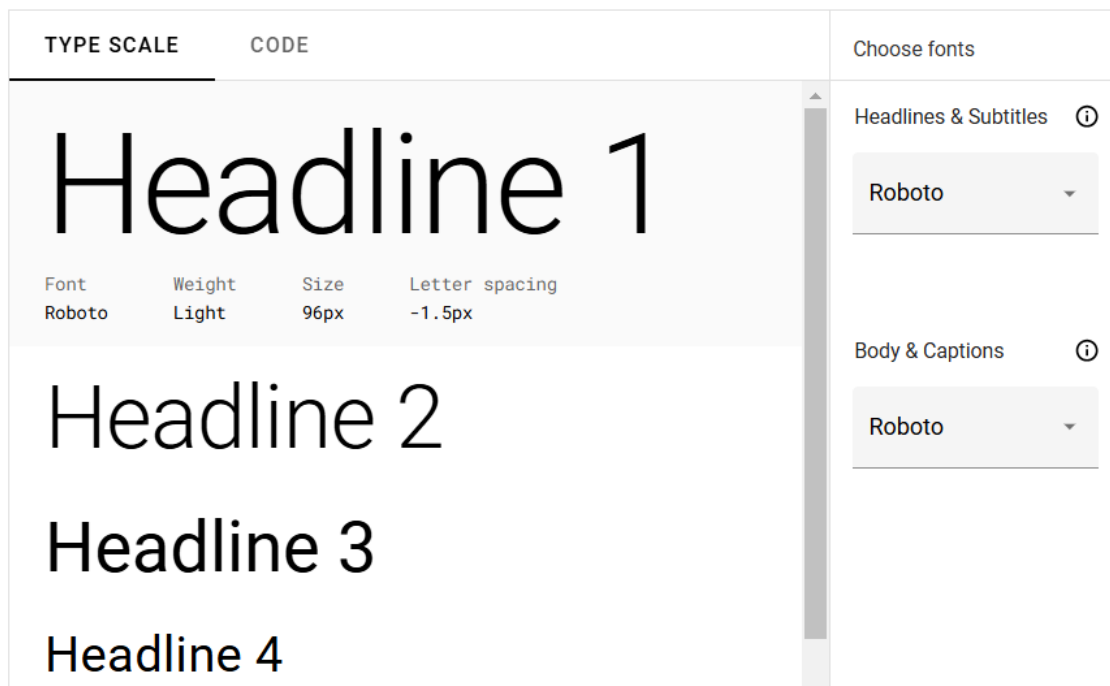 TYPE SCALE CODE
Headline 1
Font Weight Size Letter spacing
Roboto Light 96px -1.5px
Headline 2
Headline 3
Headline 4
Choose fonts
Headlines & Subtitles
Roboto
Body & Captions
Roboto